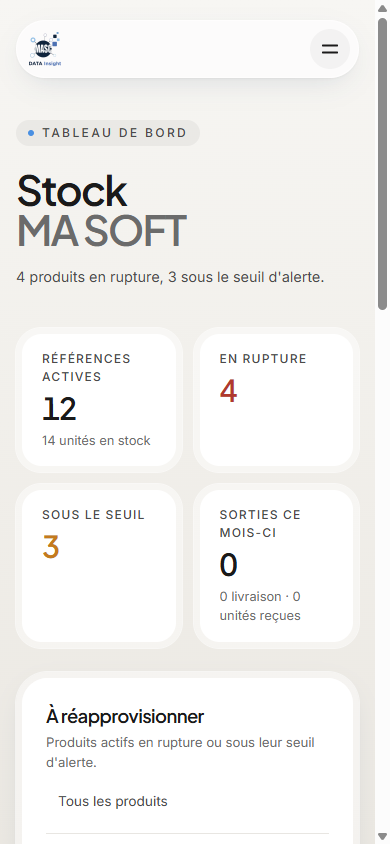 MASC
DATA Insight
TABLEAU DE BORD
Stock
MA SOFT
4 produits en rupture, 3 sous le seuil d'alerte.
RÉFÉRENCES
ACTIVES
12
14 unités en stock
EN RUPTURE
4
SOUS LE SEUIL
3
SORTIES CE
MOIS-CI
0
0 livraison · 0
unités reçues
À réapprovisionner
Produits actifs en rupture ou sous leur seuil
d'alerte.
Tous les produits